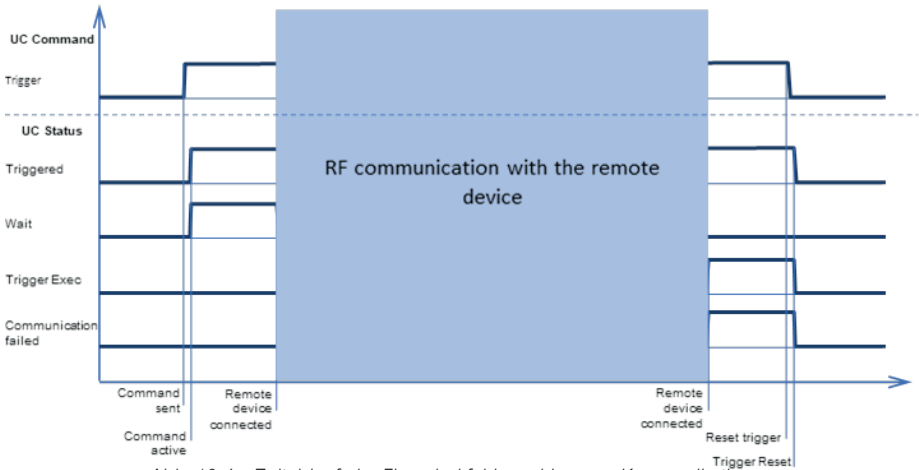 UC Command
Trigger
UC Status
Triggered
Wait
Trigger Exec
Communication
failed
RF communication with the remote
device
Command
sent
Command
active
Remote
device
connected
Remote
device
connected
Reset trigger
Trigger Reset